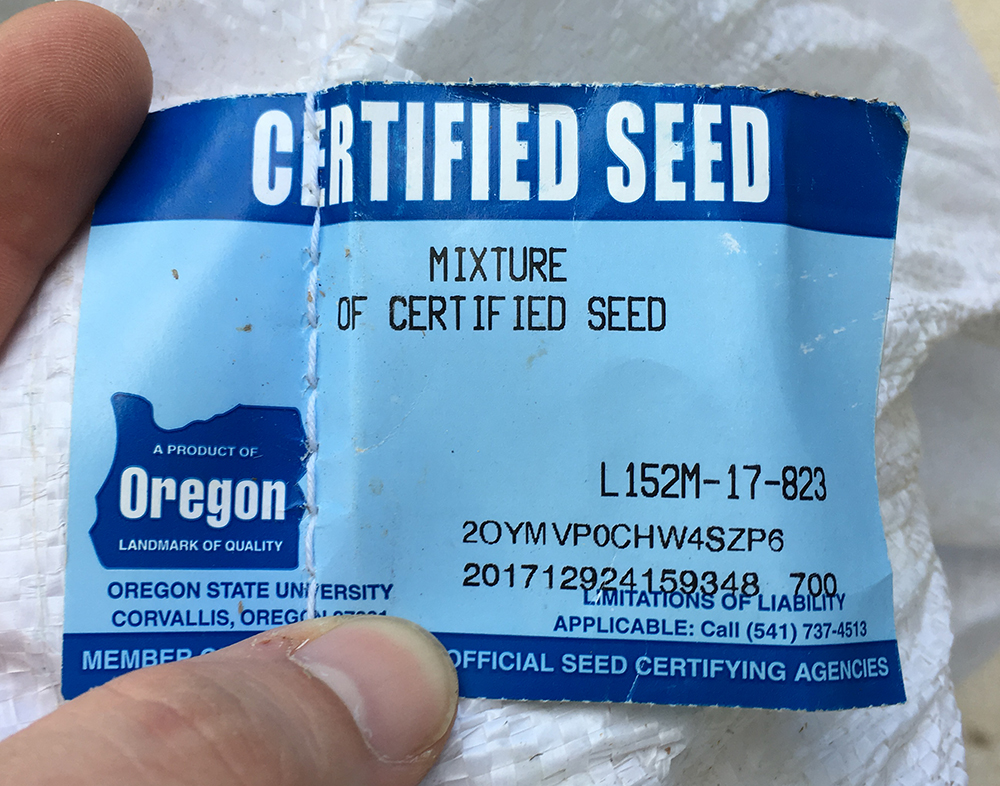 CERTIFIED SEED
MIXTURE
OF CERTIFIED SEED
A PRODUCT OF
Oregon
LANDMARK OF QUALITY
L152M-17-823
2OYMVP0CHW4SZP6
201712924159348 700
OREGON STATE UNIVERSITY
CORVALLIS, OREGON
LIMITATIONS OF LIABILITY
APPLICABLE: Call (541) 737-4513
MEMBER
OFFICIAL SEED CERTIFYING AGENCIES